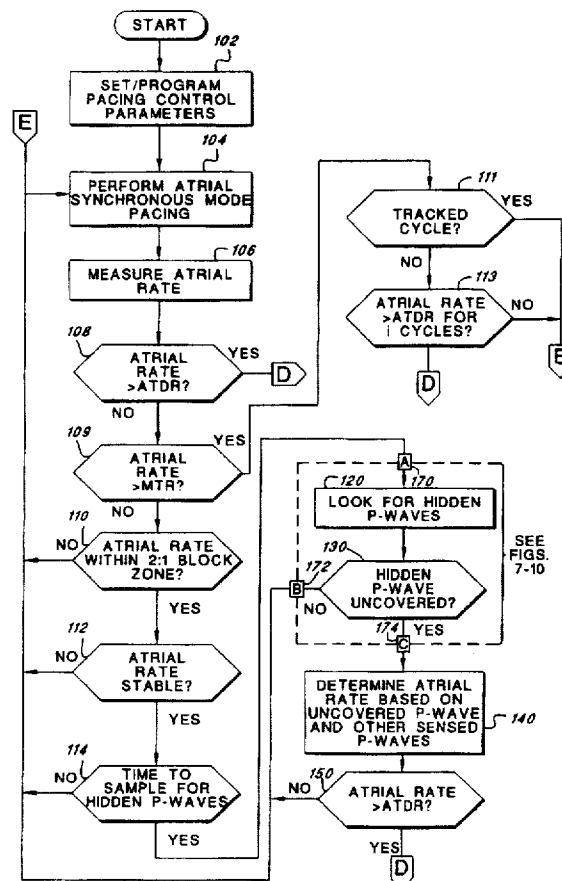 START
102
SET/PROGRAM
PACING CONTROL
PARAMETERS
E
104
PERFORM ATRIAL
SYNCHRONOUS MODE
PACING
106
MEASURE ATRIAL
RATE
108
ATRIAL
RATE
>ATDR?
YES
D
NO
109
ATRIAL
RATE
>MTR?
YES
NO
110
NO
ATRIAL RATE
WITHIN 2:1 BLOCK
ZONE?
YES
112
NO
ATRIAL
RATE
STABLE?
YES
114
NO
TIME TO
SAMPLE FOR
HIDDEN P-WAVES
YES
111
TRACKED
CYCLE?
YES
NO
113
ATRIAL RATE
>ATDR FOR
i CYCLES?
NO
D
E
A
120
170
LOOK FOR HIDDEN
P-WAVES
SEE
FIGS.
7-10
130
172
B
HIDDEN
P-WAVE
UNCOVERED?
NO
YES
174
C
DETERMINE ATRIAL
RATE BASED ON
UNCOVERED P-WAVE
AND OTHER SENSED
P-WAVES
140
150
NO
ATRIAL RATE
>ATDR?
YES
D